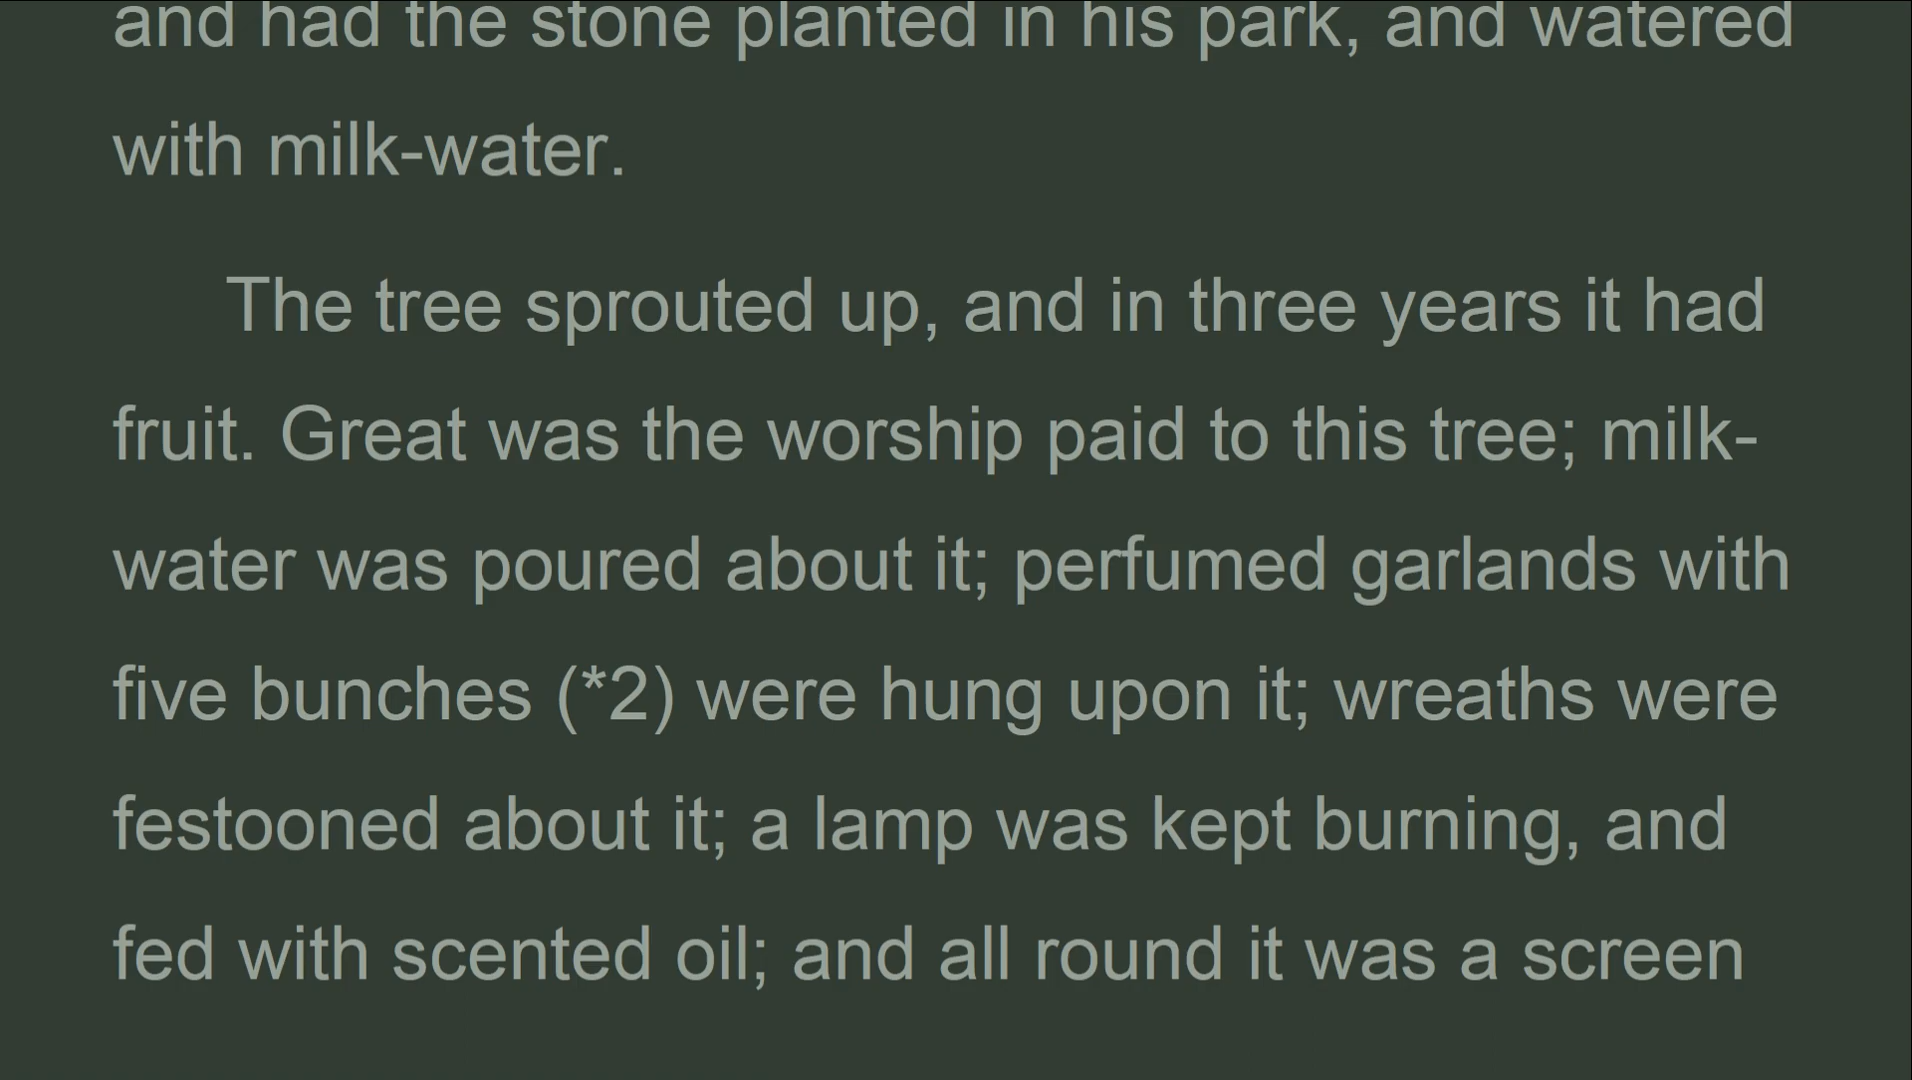 and had the stone planted in his park, and watered
with milk-water.
The tree sprouted up, and in three years it had
fruit. Great was the worship paid to this tree; milk-
water was poured about it; perfumed garlands with
five bunches (*2) were hung upon it; wreaths were
festooned about it; a lamp was kept burning, and
fed with scented oil; and all round it was a screen